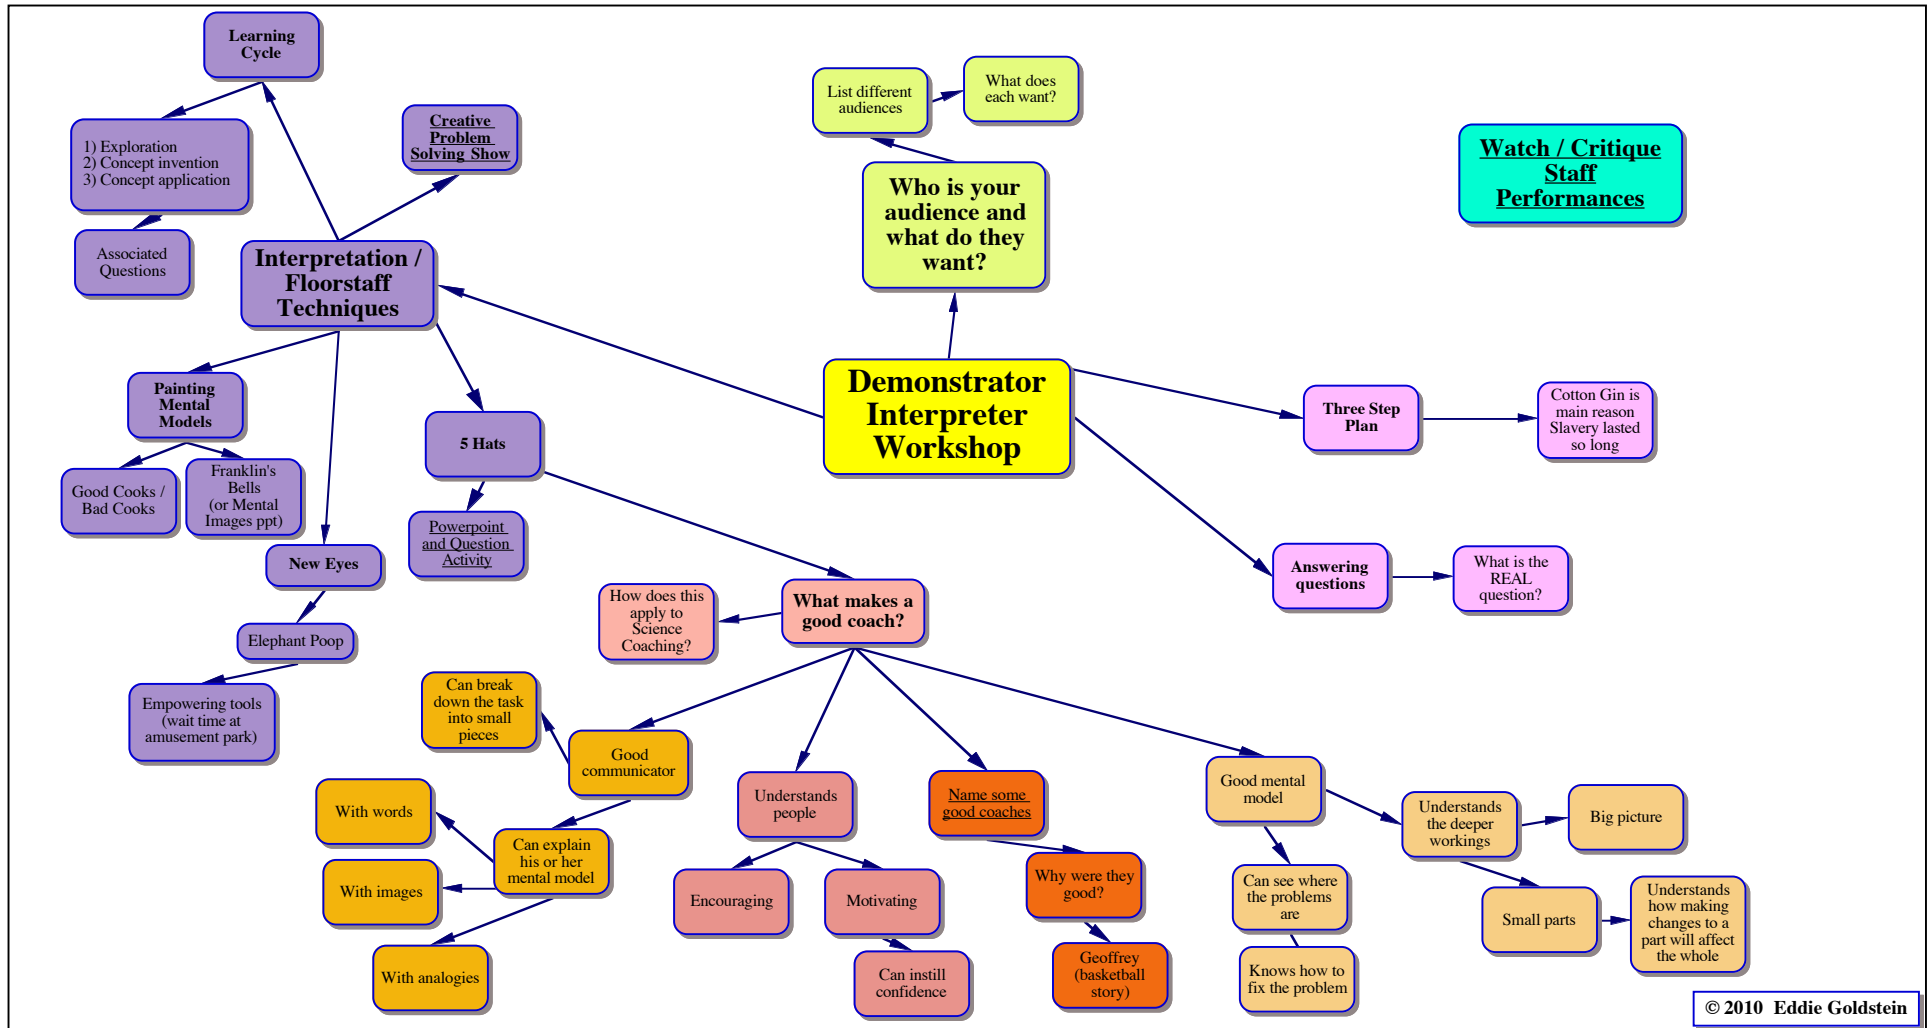 Learning
Cycle
1) Exploration
2) Concept invention
3) Concept application
Associated
Questions
Creative
Problem
Solving Show
Interpretation /
Floorstaff
Techniques
Painting
Mental
Models
Good Cooks /
Bad Cooks
Franklin's
Bells
(or Mental
Images ppt)
New Eyes
Elephant Poop
Empowering tools
(wait time at
amusement park)
5 Hats
Powerpoint
and Question
Activity
List different
audiences
What does
each want?
Who is your
audience and
what do they
want?
Demonstrator
Interpreter
Workshop
Watch / Critique
Staff
Performances
Three Step
Plan
Cotton Gin is
main reason
Slavery lasted
so long
Answering
questions
What is the
REAL
question?
How does this
apply to
Science
Coaching?
What makes a
good coach?
Can break
down the task
into small
pieces
Good
communicator
With words
Can explain
his or her
mental model
With images
With analogies
Understands
people
Encouraging
Motivating
Can instill
confidence
Name some
good coaches
Why were they
good?
Geoffrey
(basketball
story)
Good mental
model
Can see where
the problems
are
Knows how to
fix the problem
Understands
the deeper
workings
Big picture
Small parts
Understands
how making
changes to a
part will affect
the whole
© 2010 Eddie Goldstein